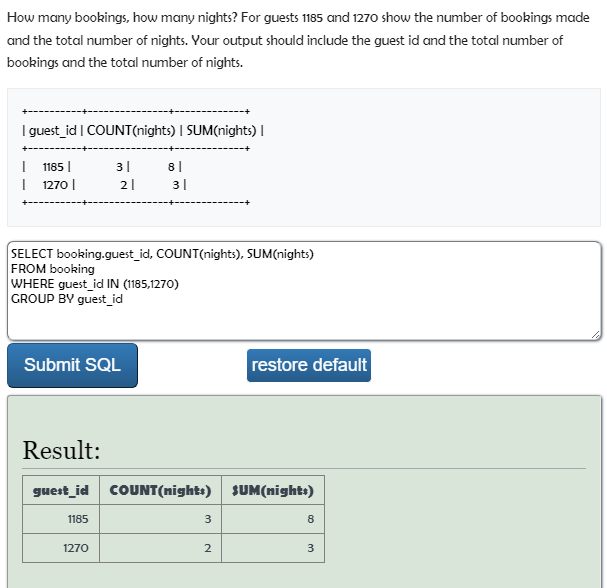 How many bookings, how many nights? For guests 1185 and 1270 show the number of bookings made
and the total number of nights. Your output should include the guest id and the total number of
bookings and the total number of nights.
+----------+---------------+-------------+
| guest_id | COUNT(nights) | SUM(nights) |
+----------+---------------+-------------+
| 1185 | 3 | 8 |
| 1270 | 2 | 3 |
+----------+---------------+-------------+
SELECT booking.guest_id, COUNT(nights), SUM(nights)
FROM booking
WHERE guest_id IN (1185,1270)
GROUP BY guest_id
Submit SQL restore default
Result:
guest_id COUNT(nights) SUM(nights)
1185 3 8
1270 2 3